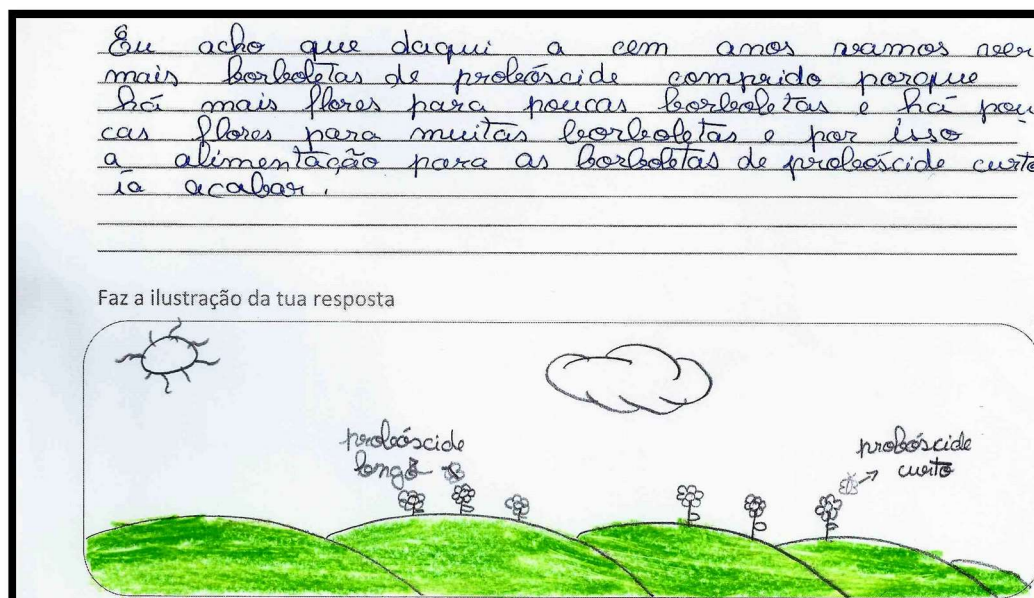 Eu acho que daqui a cem anos vamos ver
mais borboletas de probóscide comprido porque
há mais flores para poucas borboletas e há pou
cas flores para muitas borboletas e por isso
a alimentação para as borboletas de probóscide curto
ia acabar.
Faz a ilustração da tua resposta
probóscide
longo
probóscide
curto